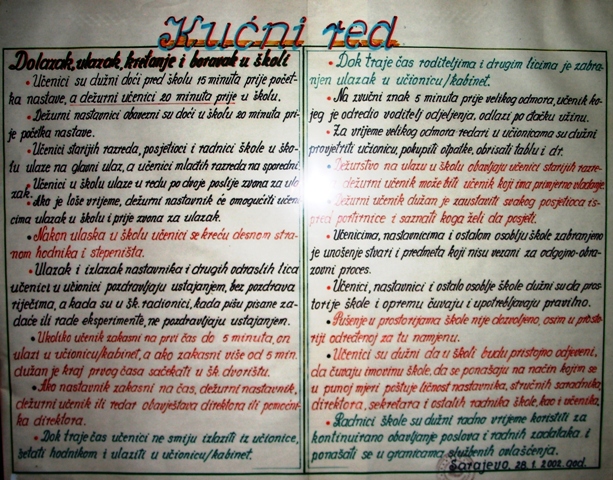 Kućni red
Dolazak, ulazak, kretanje i boravak u školi
• Učenici su dužni doći pred školu 15 minuta prije počet-
ka nastave, a dežurni učenici 20 minuta prije u školu.
• Dežurni nastavnici obavezni su doći u školu 20 minuta pri-
je početka nastave.
• Učenici starijih razreda, posjetioci i radnici škole u ško-
lu ulaze na glavni ulaz, a učenici mlađih razreda na sporedni
• Učenici u školu ulaze u redu po dvoje poslije zvona za ula-
zak.
• Ako je loše vrijeme, dežurni nastavnik će omogućiti učeni
cima ulazak u školu i prije zvona za ulazak.
• Nakon ulaska u školu učenici se kreću desnom stra-
nom hodnika i stepeništa.
• Ulazak i izlazak nastavnika i drugih odraslih lica
učenici u učionici pozdravljaju ustajanjem, bez pozdrava
riječima, a kada su u šk. radionici, kada pišu pismene za-
daće ili rade eksperimente, ne pozdravljaju ustajanjem.
• Ukoliko učenik zakasni na prvi čas do 5 minuta, on
ulazi u učionicu/kabinet, a ako zakasni više od 5 min.
dužan je kraj prvog časa sačekati u šk. dvorištu.
• Ako nastavnik zakasni na čas, dežurni nastavnik,
dežurni učenik ili redar obavještava direktora ili pomoćni-
ka direktora.
• Dok traje čas učenici ne smiju izlaziti iz učionice,
šetati hodnikom i ulaziti u učionicu/kabinet.
• Dok traje čas roditeljima i drugim licima je zabra-
njen ulazak u učionicu/kabinet.
• Na zvučni znak 5 minuta prije velikog odmora, učenik ko-
jeg je odredio voditelj odjeljenja, odlazi po đačku užinu.
• Za vrijeme velikog odmora redari u učionicama su dužni
provjetriti učionicu, pokupiti otpatke, obrisati tablu i dr.
• Dežurstvo na ulazu u školu obavljaju učenici starijih razre-
dežurni učenik može biti učenik koji ima primjerno vladanje
• Dežurni učenik dužan je zaustaviti svakog posjetioca is-
pred portirnice i saznati koga želi da posjeti.
• Učenicima, nastavnicima i ostalom osoblju škole zabranjeno
je unošenje stvari i predmeta koji nisu vezani za odgojno-obra-
zovni proces.
• Učenici, nastavnici i ostalo osoblje škole dužni su da pros-
torije škole i opremu čuvaju i upotrebljavaju pravilno.
• Pušenje u prostorijama škole nije dozvoljeno, osim u prostori-
ji određenoj za tu namjenu.
• Učenici su dužni da u školi budu pristojno odjeveni,
da čuvaju imovinu škole, da se ponašaju na način kojim se
u punoj mjeri poštuje ličnost nastavnika, stručnih saradnika,
direktora, sekretara i ostalih radnika škole, kao i učenika.
• Radnici škole su dužni radno vrijeme koristiti za
kontinuirano obavljanje poslova i radnih zadataka i
ponašati se u granicama službenih ovlašćenja.
Sarajevo, 28. 1. 2002. god.